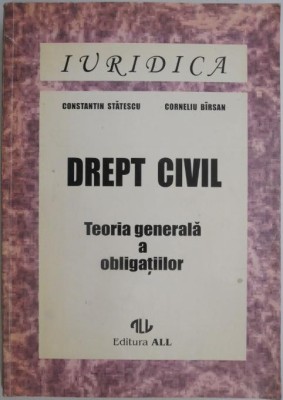 IURIDICA
CONSTANTIN STĂTESCU CORNELIU BÎRSAN
DREPT CIVIL
Teoria generală
a
obligațiilor
ALL
Editura ALL